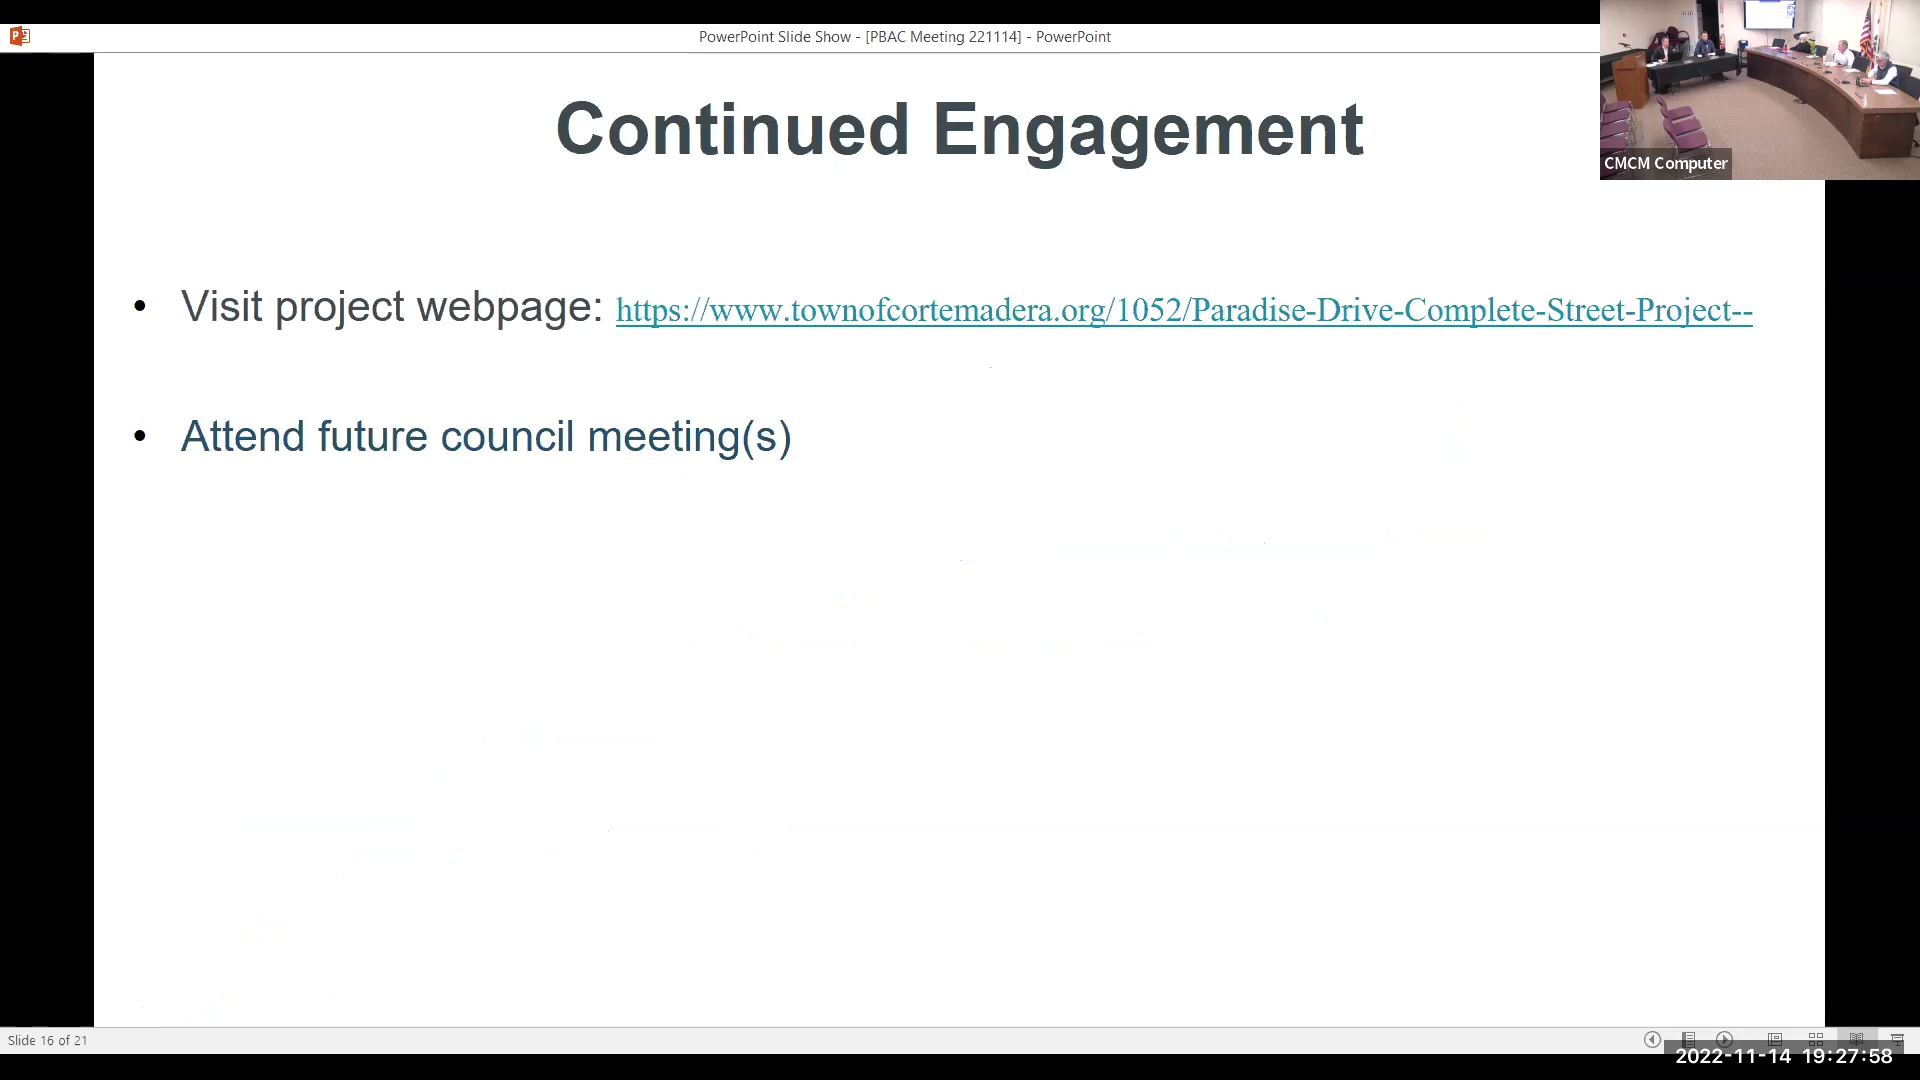 PowerPoint Slide Show - [PBAC Meeting 221114] - PowerPoint
CMCM Computer
Continued Engagement
• Visit project webpage: https://www.townofcortemadera.org/1052/Paradise-Drive-Complete-Street-Project--
• Attend future council meeting(s)
Slide 16 of 21
2022-11-14 19:27:58